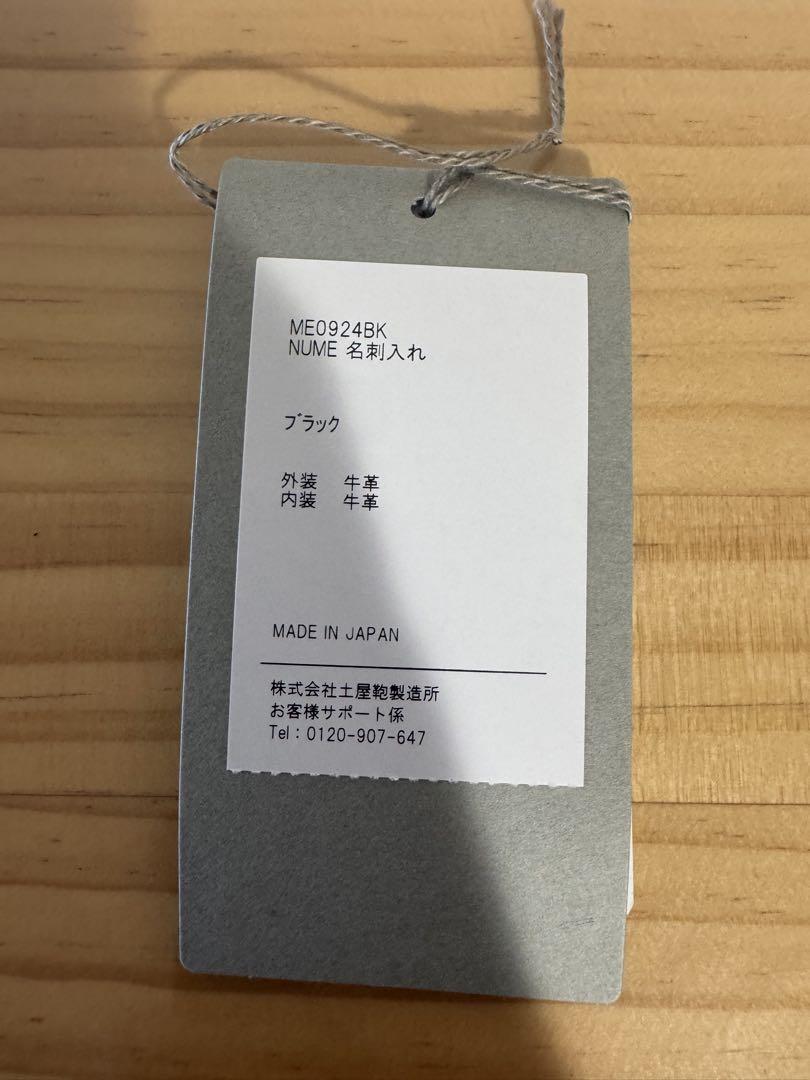 ME0924BK
NUME 名刺入れ
ブラック
外装 牛革
内装 牛革
MADE IN JAPAN
株式会社土屋鞄製造所
お客様サポート係
Tel：0120-907-647